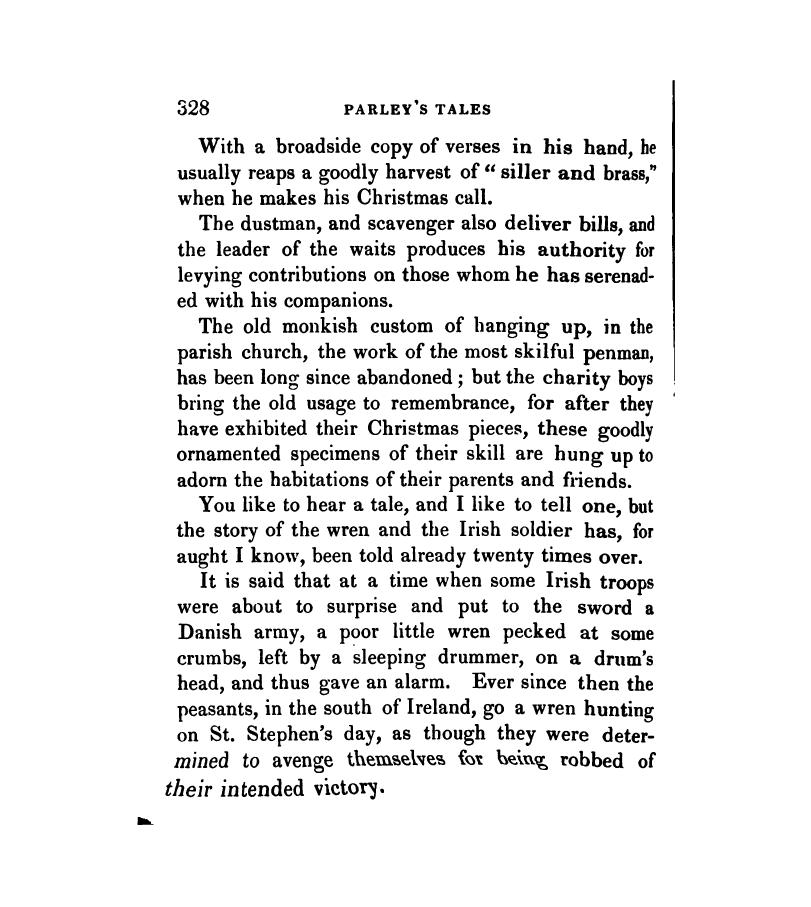 328 PARLEY'S TALES
With a broadside copy of verses in his hand, he
usually reaps a goodly harvest of “ siller and brass,”
when he makes his Christmas call.
The dustman, and scavenger also deliver bills, and
the leader of the waits produces his authority for
levying contributions on those whom he has serenad-
ed with his companions.
The old monkish custom of hanging up, in the
parish church, the work of the most skilful penman,
has been long since abandoned ; but the charity boys
bring the old usage to remembrance, for after they
have exhibited their Christmas pieces, these goodly
ornamented specimens of their skill are hung up to
adorn the habitations of their parents and friends.
You like to hear a tale, and I like to tell one, but
the story of the wren and the Irish soldier has, for
aught I know, been told already twenty times over.
It is said that at a time when some Irish troops
were about to surprise and put to the sword a
Danish army, a poor little wren pecked at some
crumbs, left by a sleeping drummer, on a drum's
head, and thus gave an alarm. Ever since then the
peasants, in the south of Ireland, go a wren hunting
on St. Stephen's day, as though they were deter-
mined to avenge themselves for being robbed of
their intended victory.